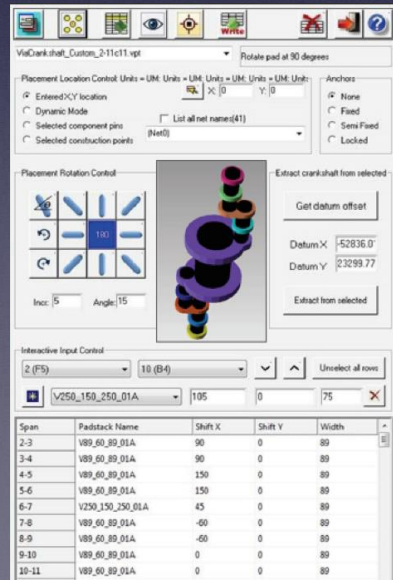 Write
ViaCrankshaft_Custom_2-11c11.vpt
Rotate pad at 90 degrees
Placement Location Control: Units = UM: Units = UM: Units = UM: Units = UM: Units
Entered X,Y location
X: 0
Y: 0
Dynamic Mode
List all net names(41)
Selected component pins
(Net0)
Selected construction points
Anchors
None
Fixed
Semi Fixed
Locked
Placement Rotation Control
180
Incr: 5
Angle: 15
Extract crankshaft from selected
Get datum offset
Datum X -52836.0
Datum Y 23299.77
Extract from selected
Interactive Input Control
2 (F5)
10 (B4)
Unselect all rows
V250_150_250_01A
105
0
75
Span Padstack Name Shift X Shift Y Width
2-3 V89_60_89_01A 90 0 89
3-4 V89_60_89_01A 90 0 89
4-5 V89_60_89_01A 150 0 89
5-6 V89_60_89_01A 150 0 89
6-7 V250_150_250_01A 45 0 89
7-8 V89_60_89_01A -60 0 89
8-9 V89_60_89_01A -60 0 89
9-10 V89_60_89_01A 0 0 89
10-11 V89_60_89_01A 0 0 89